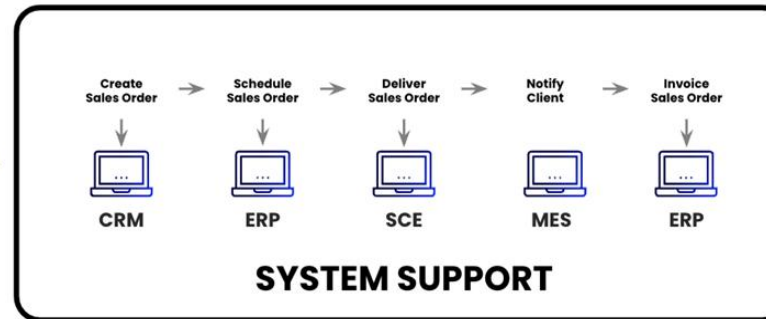 Create
Sales Order
Schedule
Sales Order
Deliver
Sales Order
Notify
Client
Invoice
Sales Order
CRM
ERP
SCE
MES
ERP
SYSTEM SUPPORT